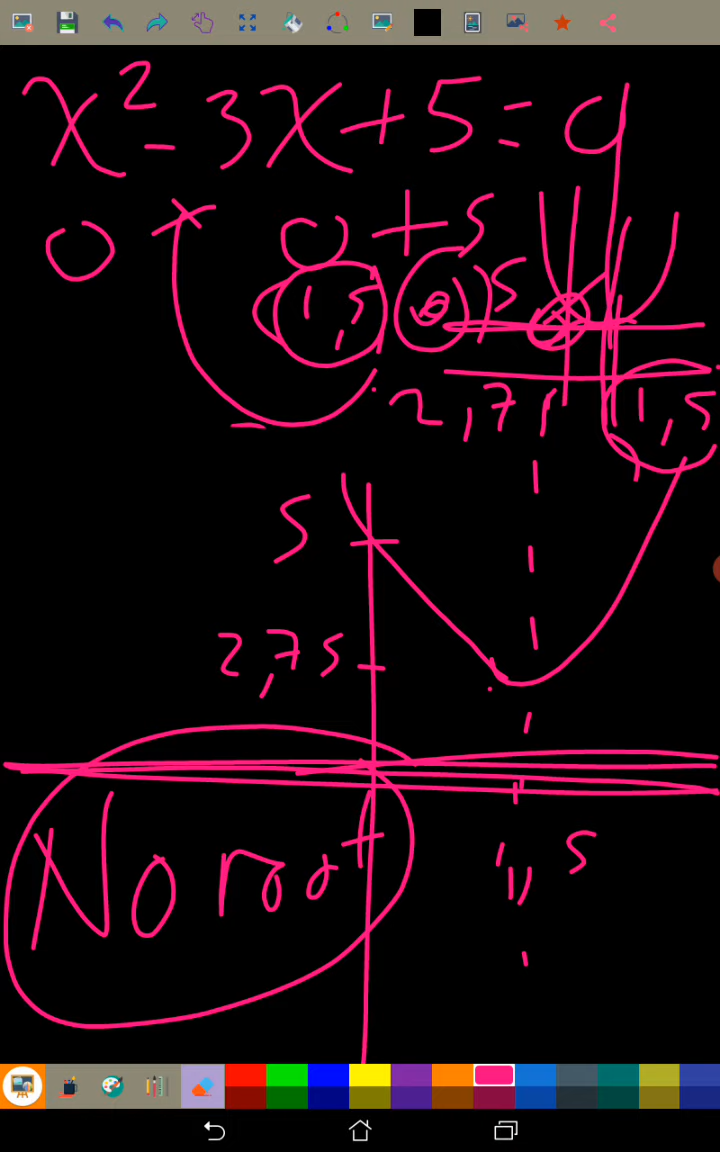 x² - 3x + 5 = 0
0 0 + 5
1,5
2,75 1,5
5
2,75
No root
1,5